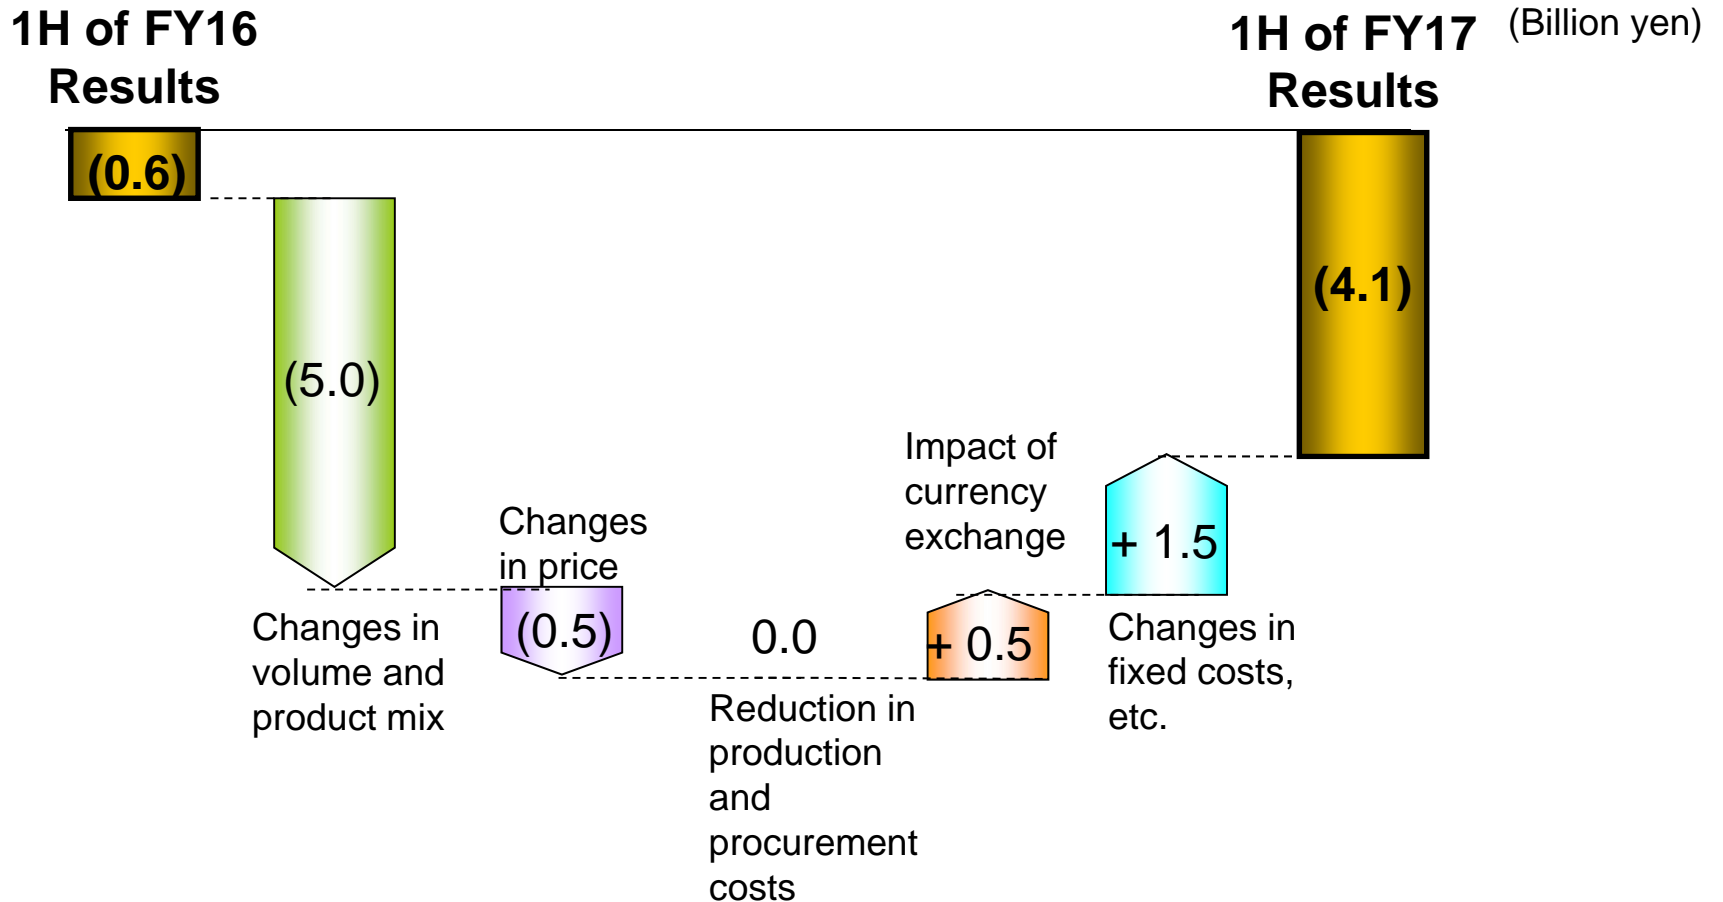 1H of FY16
Results
1H of FY17
Results
(Billion yen)
(0.6)
(5.0)
Changes in
volume and
product mix
Changes
in price
(0.5)
0.0
Reduction in
production
and
procurement
costs
Impact of
currency
exchange
+ 0.5
+ 1.5
Changes in
fixed costs,
etc.
(4.1)